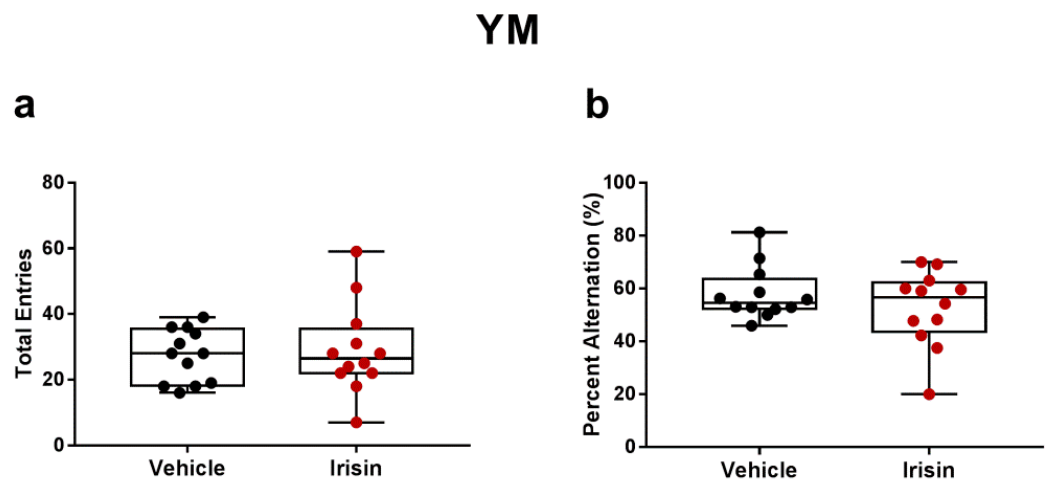 YM
a
b
Total Entries
80
60
40
20
0
Vehicle
Irisin
Percent Alternation (%)
100
80
60
40
20
0
Vehicle
Irisin